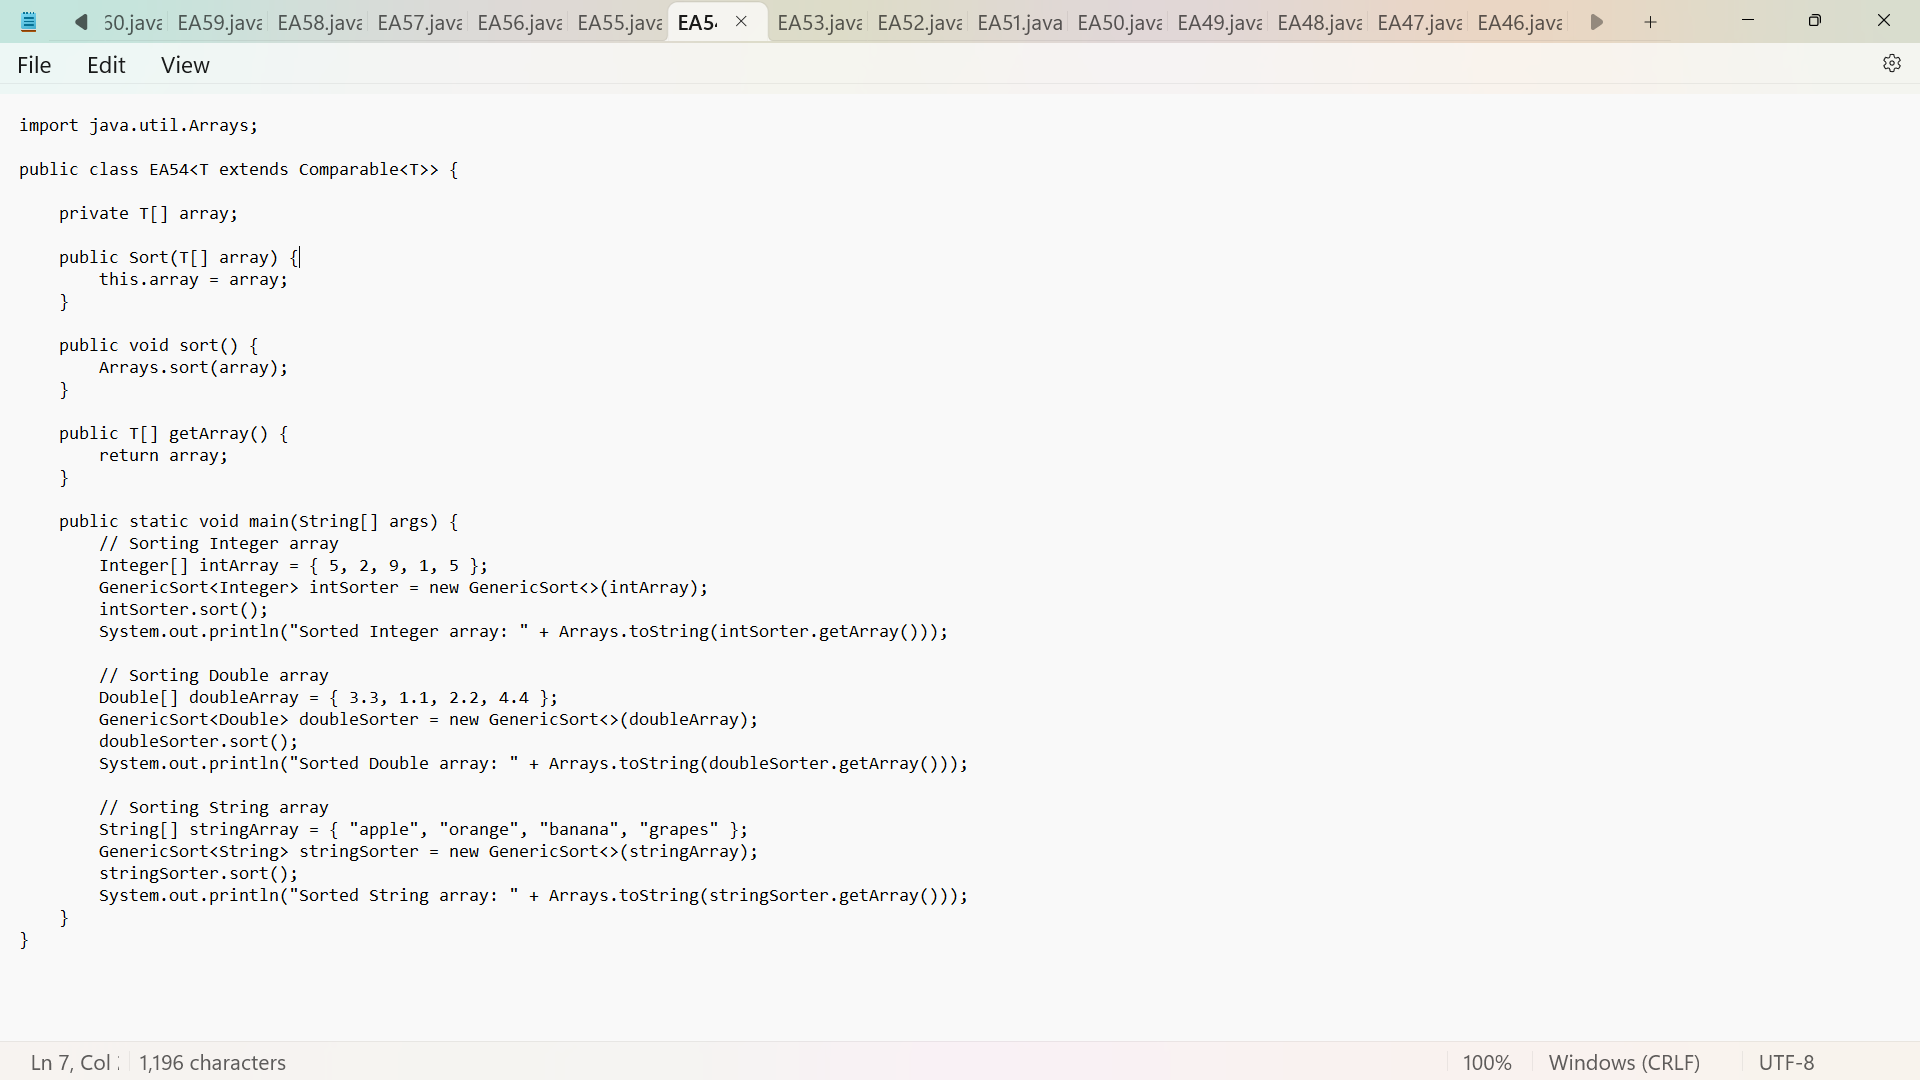 60.java EA59.java EA58.java EA57.java EA56.java EA55.java EA54 EA53.java EA52.java EA51.java EA50.java EA49.java EA48.java EA47.java EA46.java
File Edit View
import java.util.Arrays;
public class EA54<T extends Comparable<T>> {
private T[] array;
public Sort(T[] array) {
this.array = array;
}
public void sort() {
Arrays.sort(array);
}
public T[] getArray() {
return array;
}
public static void main(String[] args) {
// Sorting Integer array
Integer[] intArray = { 5, 2, 9, 1, 5 };
GenericSort<Integer> intSorter = new GenericSort<>(intArray);
intSorter.sort();
System.out.println("Sorted Integer array: " + Arrays.toString(intSorter.getArray()));
// Sorting Double array
Double[] doubleArray = { 3.3, 1.1, 2.2, 4.4 };
GenericSort<Double> doubleSorter = new GenericSort<>(doubleArray);
doubleSorter.sort();
System.out.println("Sorted Double array: " + Arrays.toString(doubleSorter.getArray()));
// Sorting String array
String[] stringArray = { "apple", "orange", "banana", "grapes" };
GenericSort<String> stringSorter = new GenericSort<>(stringArray);
stringSorter.sort();
System.out.println("Sorted String array: " + Arrays.toString(stringSorter.getArray()));
}
}
Ln 7, Col 1,196 characters 100% Windows (CRLF) UTF-8